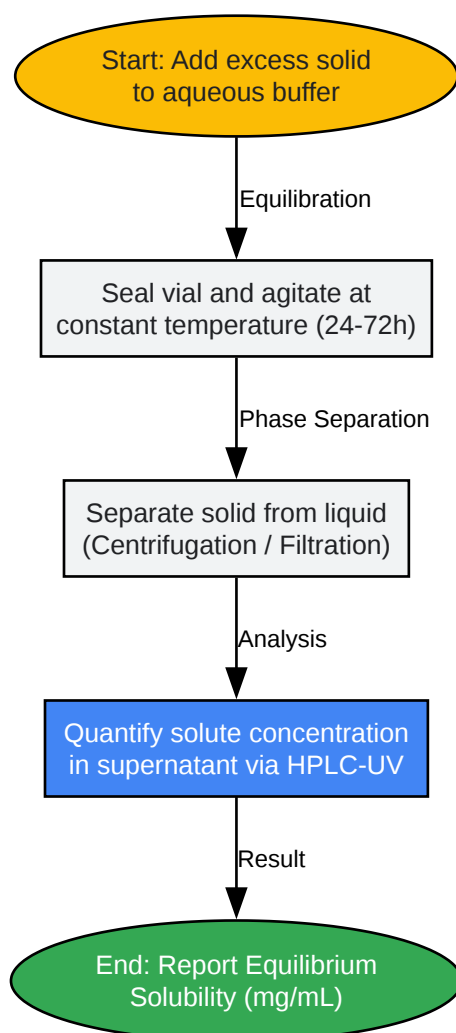 Start: Add excess solid
to aqueous buffer
Equilibration
Seal vial and agitate at
constant temperature (24-72h)
Phase Separation
Separate solid from liquid
(Centrifugation / Filtration)
Analysis
Quantify solute concentration
in supernatant via HPLC-UV
Result
End: Report Equilibrium
Solubility (mg/mL)